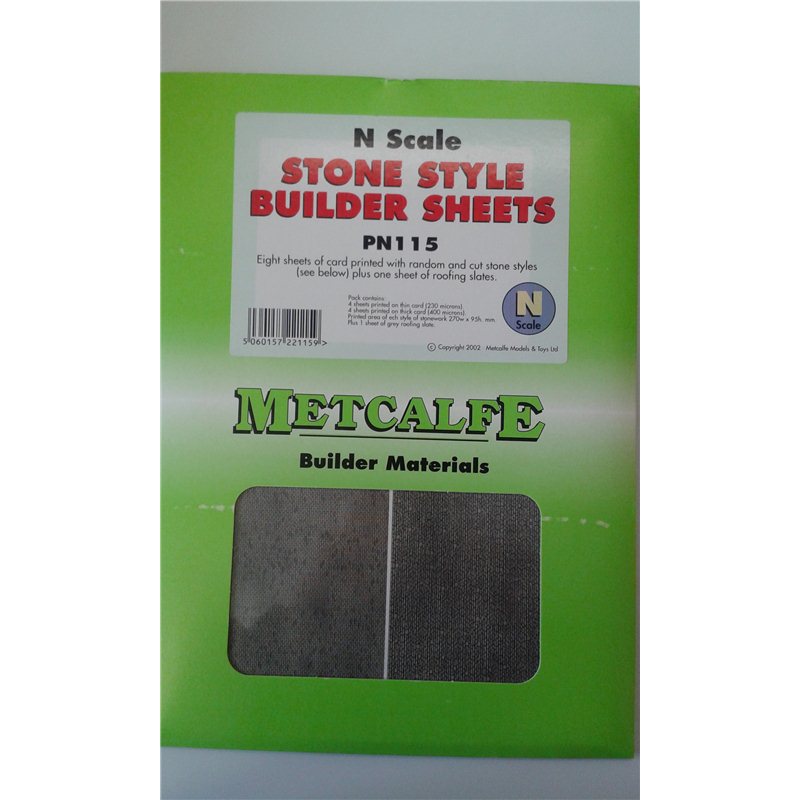 N Scale
STONE STYLE
BUILDER SHEETS
PN115
Eight sheets of card printed with random and cut stone styles
(see below) plus one sheet of roofing slates.
Pack contains:
4 sheets printed on thin card (230 microns).
4 sheets printed on thick card (400 microns).
Printed area of ech style of stonework 270w x 95h. mm.
Plus 1 sheet of grey roofing slate.
N
Scale
5 060157 221159 >
© Copyright 2002 - Metcalfe Models & Toys Ltd
METCALFE
Builder Materials